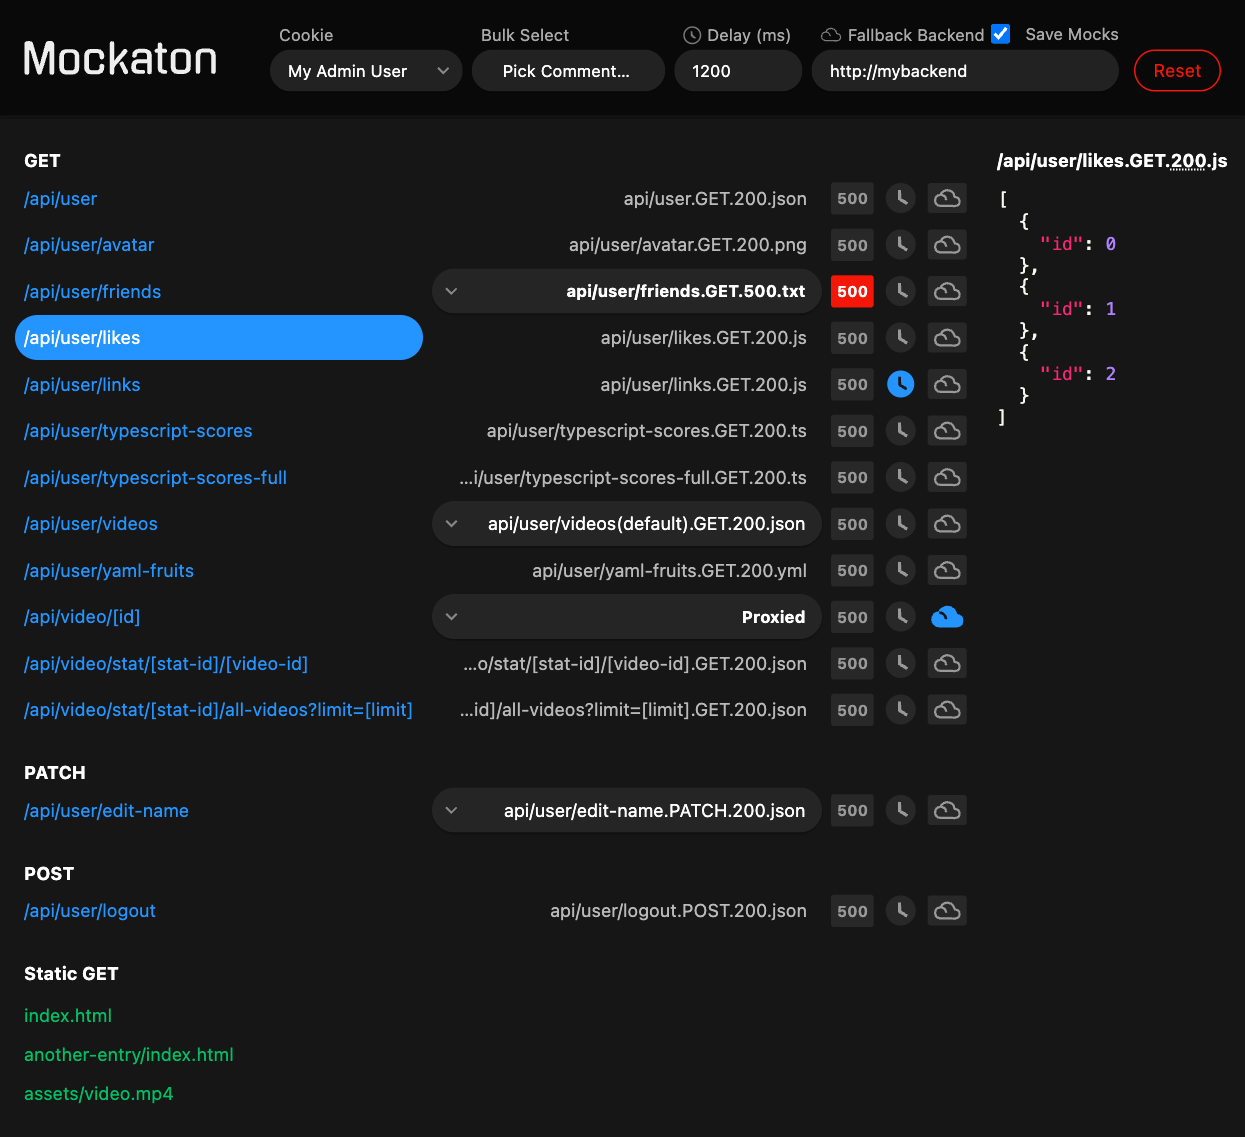 Mockaton
Cookie
My Admin User
Bulk Select
Pick Comment...
Delay (ms)
1200
Fallback Backend
Save Mocks
http://mybackend
Reset
GET
/api/user api/user.GET.200.json 500
/api/user/avatar api/user/avatar.GET.200.png 500
/api/user/friends api/user/friends.GET.500.txt 500
/api/user/likes api/user/likes.GET.200.js 500
/api/user/links api/user/links.GET.200.js 500
/api/user/typescript-scores api/user/typescript-scores.GET.200.ts 500
/api/user/typescript-scores-full ...i/user/typescript-scores-full.GET.200.ts 500
/api/user/videos api/user/videos(default).GET.200.json 500
/api/user/yaml-fruits api/user/yaml-fruits.GET.200.yml 500
/api/video/[id] Proxied 500
/api/video/stat/[stat-id]/[video-id] ...o/stat/[stat-id]/[video-id].GET.200.json 500
/api/video/stat/[stat-id]/all-videos?limit=[limit] ...id]/all-videos?limit=[limit].GET.200.json 500
PATCH
/api/user/edit-name api/user/edit-name.PATCH.200.json 500
POST
/api/user/logout api/user/logout.POST.200.json 500
Static GET
index.html
another-entry/index.html
assets/video.mp4
/api/user/likes.GET.200.js
[
  {
    "id": 0
  },
  {
    "id": 1
  },
  {
    "id": 2
  }
]